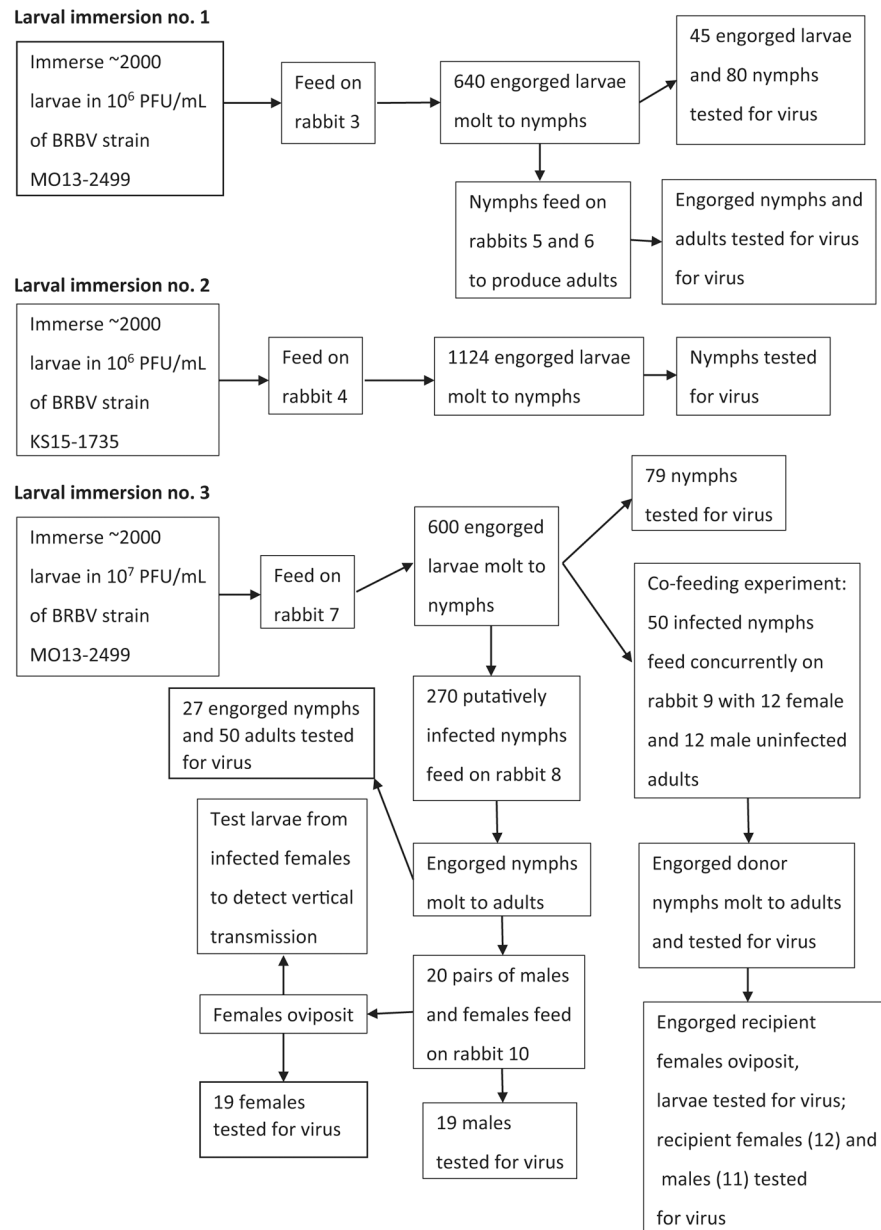 Larval immersion no. 1
Immerse ~2000
larvae in 10⁶ PFU/mL
of BRBV strain
MO13-2499
Feed on
rabbit 3
640 engorged larvae
molt to nymphs
45 engorged larvae
and 80 nymphs
tested for virus
Nymphs feed on
rabbits 5 and 6
to produce adults
Engorged nymphs and
adults tested for virus
for virus
Larval immersion no. 2
Immerse ~2000
larvae in 10⁶ PFU/mL
of BRBV strain
KS15-1735
Feed on
rabbit 4
1124 engorged larvae
molt to nymphs
Nymphs tested
for virus
Larval immersion no. 3
Immerse ~2000
larvae in 10⁷ PFU/mL
of BRBV strain
MO13-2499
Feed on
rabbit 7
600 engorged
larvae molt to
nymphs
79 nymphs
tested for virus
Co-feeding experiment:
50 infected nymphs
feed concurrently on
rabbit 9 with 12 female
and 12 male uninfected
adults
270 putatively
infected nymphs
feed on rabbit 8
27 engorged nymphs
and 50 adults tested
for virus
Engorged nymphs
molt to adults
Test larvae from
infected females
to detect vertical
transmission
20 pairs of males
and females feed
on rabbit 10
Females oviposit
19 females
tested for virus
19 males
tested for virus
Engorged donor
nymphs molt to adults
and tested for virus
Engorged recipient
females oviposit,
larvae tested for virus;
recipient females (12) and
males (11) tested
for virus